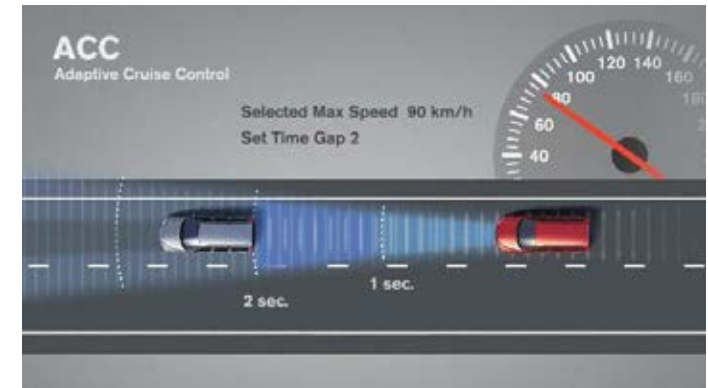 ACC
Adaptive Cruise Control
Selected Max Speed 90 km/h
Set Time Gap 2
120 140
100 160
80 180
60
40
1 sec.
2 sec.